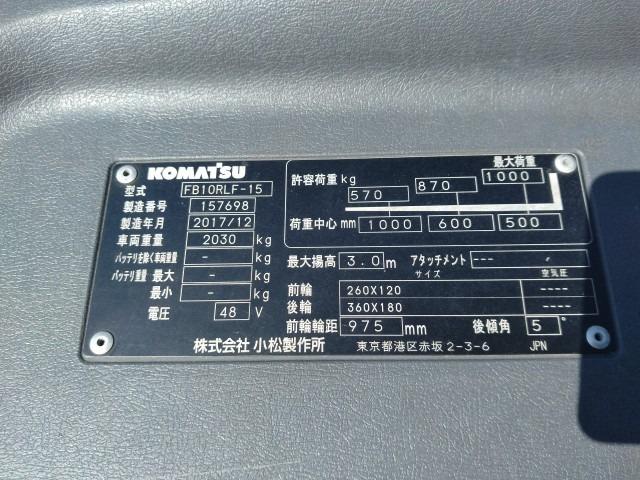 KOMATSU
型式 FB10RLF-15
製造番号 157698
製造年月 2017/12
車両重量 2030 kg
バッテリを除く車両重量 - kg
バッテリ重量 最大 - kg
最小 - kg
電圧 48 V
最大荷重
許容荷重 kg 570 870 1000
荷重中心 mm 1000 600 500
最大揚高 3.0 m アタッチメント ---
サイズ 空気圧
前輪 260X120 ----
後輪 360X180 ----
前輪輪距 975 mm 後傾角 5°
株式会社 小松製作所 東京都港区赤坂 2-3-6 JPN